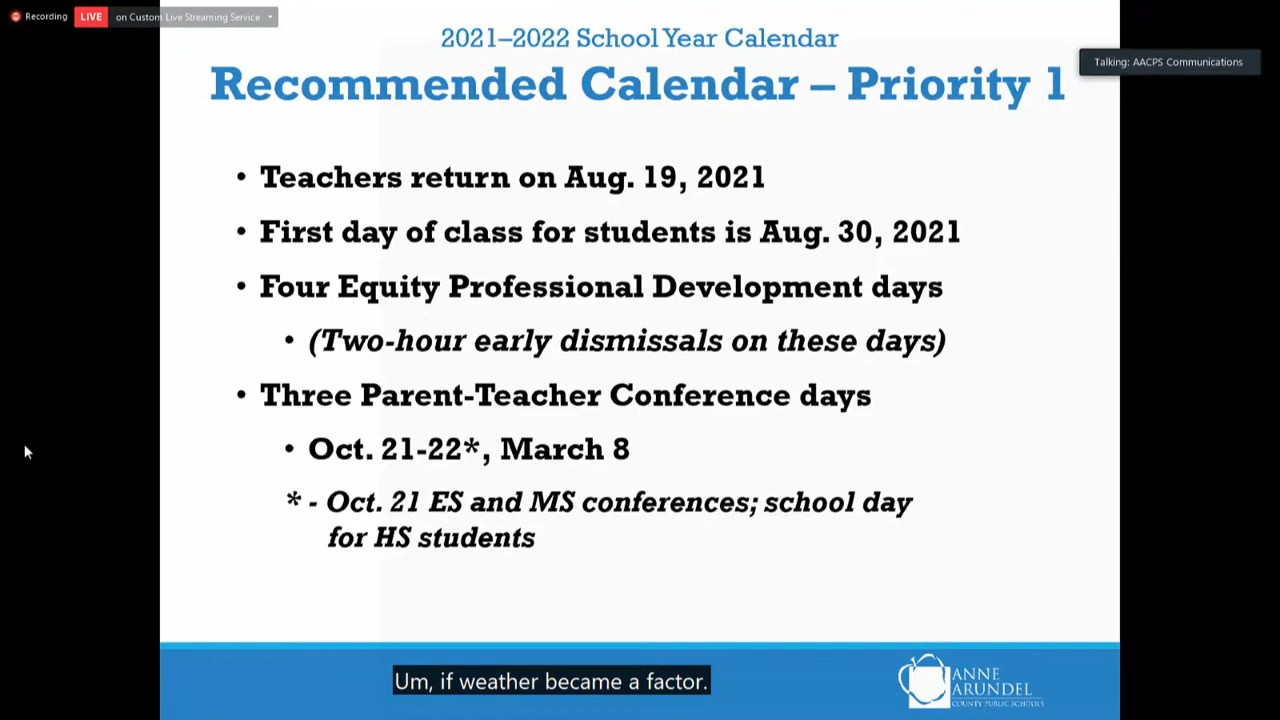 Recording
LIVE
on Custom Live Streaming Service
2021–2022 School Year Calendar
Talking: AACPS Communications
Recommended Calendar – Priority 1
• Teachers return on Aug. 19, 2021
• First day of class for students is Aug. 30, 2021
• Four Equity Professional Development days
• (Two-hour early dismissals on these days)
• Three Parent-Teacher Conference days
• Oct. 21-22*, March 8
* - Oct. 21 ES and MS conferences; school day
for HS students
Um, if weather became a factor.
ANNE
ARUNDEL
COUNTY PUBLIC SCHOOLS